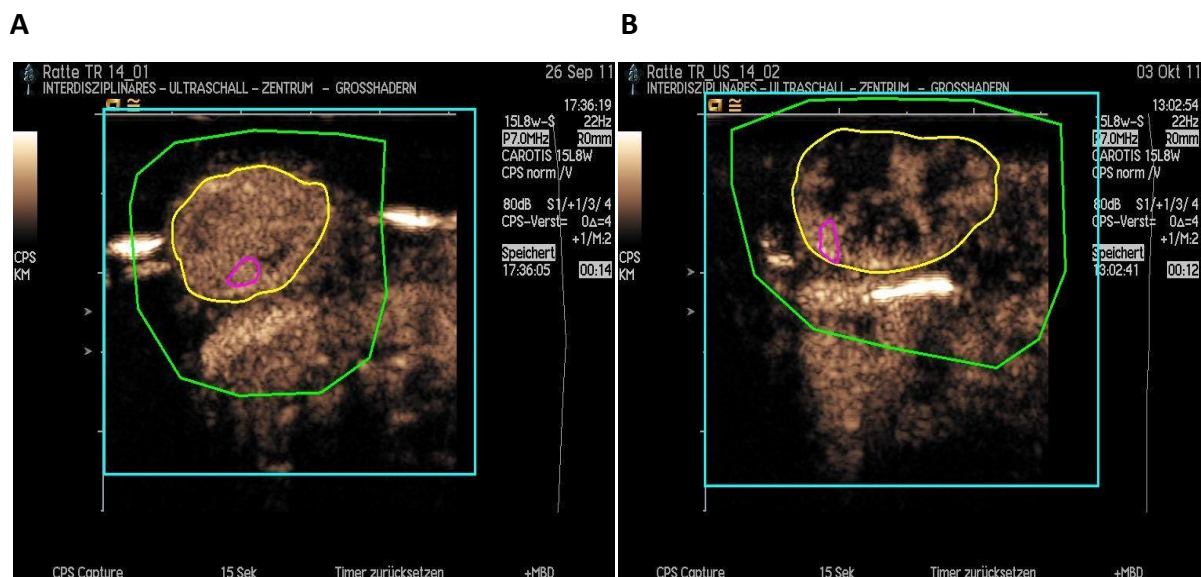 A
B
Ratte TR 14_01
26 Sep 11
INTERDISZIPLINARES - ULTRASCHALL - ZENTRUM - GROSSHADERN
17:36:19
15L8w-S 22Hz
P7.0MHz R0mm
CAROTIS 15L8W
CPS norm /V
80dB S1/+1/3/ 4
CPS-Verst= 0Δ=4
+1/M:2
Speichert
17:36:05 00:14
CPS
KM
CPS Capture 15 Sek Timer zurücksetzen +MBD
Ratte TR_US_14_02
03 Okt 11
INTERDISZIPLINARES - ULTRASCHALL - ZENTRUM - GROSSHADERN
13:02:54
15L8w-S 22Hz
P7.0MHz R0mm
CAROTIS 15L8W
CPS norm /V
80dB S1/+1/3/ 4
CPS-Verst= 0Δ=4
+1/M:2
Speichert
13:02:41 00:12
CPS
KM
CPS Capture 15 Sek Timer zurücksetzen +MBD